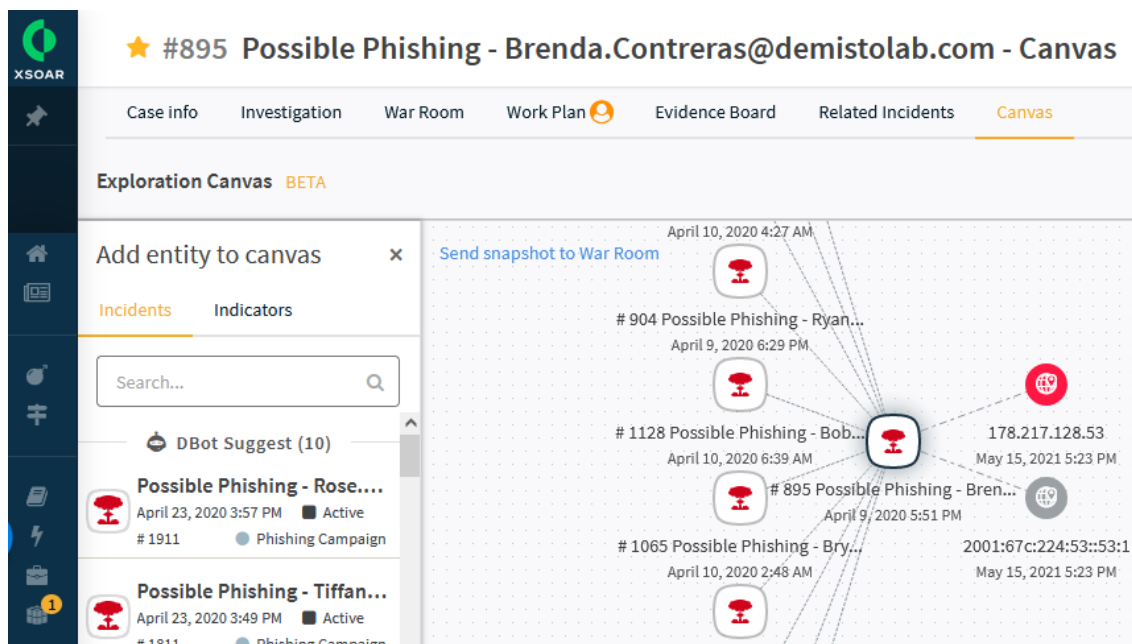 XSOAR
#895 Possible Phishing - Brenda.Contreras@demistolab.com - Canvas
Case info Investigation War Room Work Plan Evidence Board Related Incidents Canvas
Exploration Canvas BETA
Add entity to canvas ×
Incidents Indicators
Search...
DBot Suggest (10)
Possible Phishing - Rose....
April 23, 2020 3:57 PM Active
# 1911 Phishing Campaign
Possible Phishing - Tiffan...
April 23, 2020 3:49 PM Active
# 1811 Phishing Campaign
1
Send snapshot to War Room
April 10, 2020 4:27 AM
# 904 Possible Phishing - Ryan...
April 9, 2020 6:29 PM
# 1128 Possible Phishing - Bob...
April 10, 2020 6:39 AM
# 895 Possible Phishing - Bren...
April 9, 2020 5:51 PM
# 1065 Possible Phishing - Bry...
April 10, 2020 2:48 AM
178.217.128.53
May 15, 2021 5:23 PM
2001:67c:224:53::53:1
May 15, 2021 5:23 PM